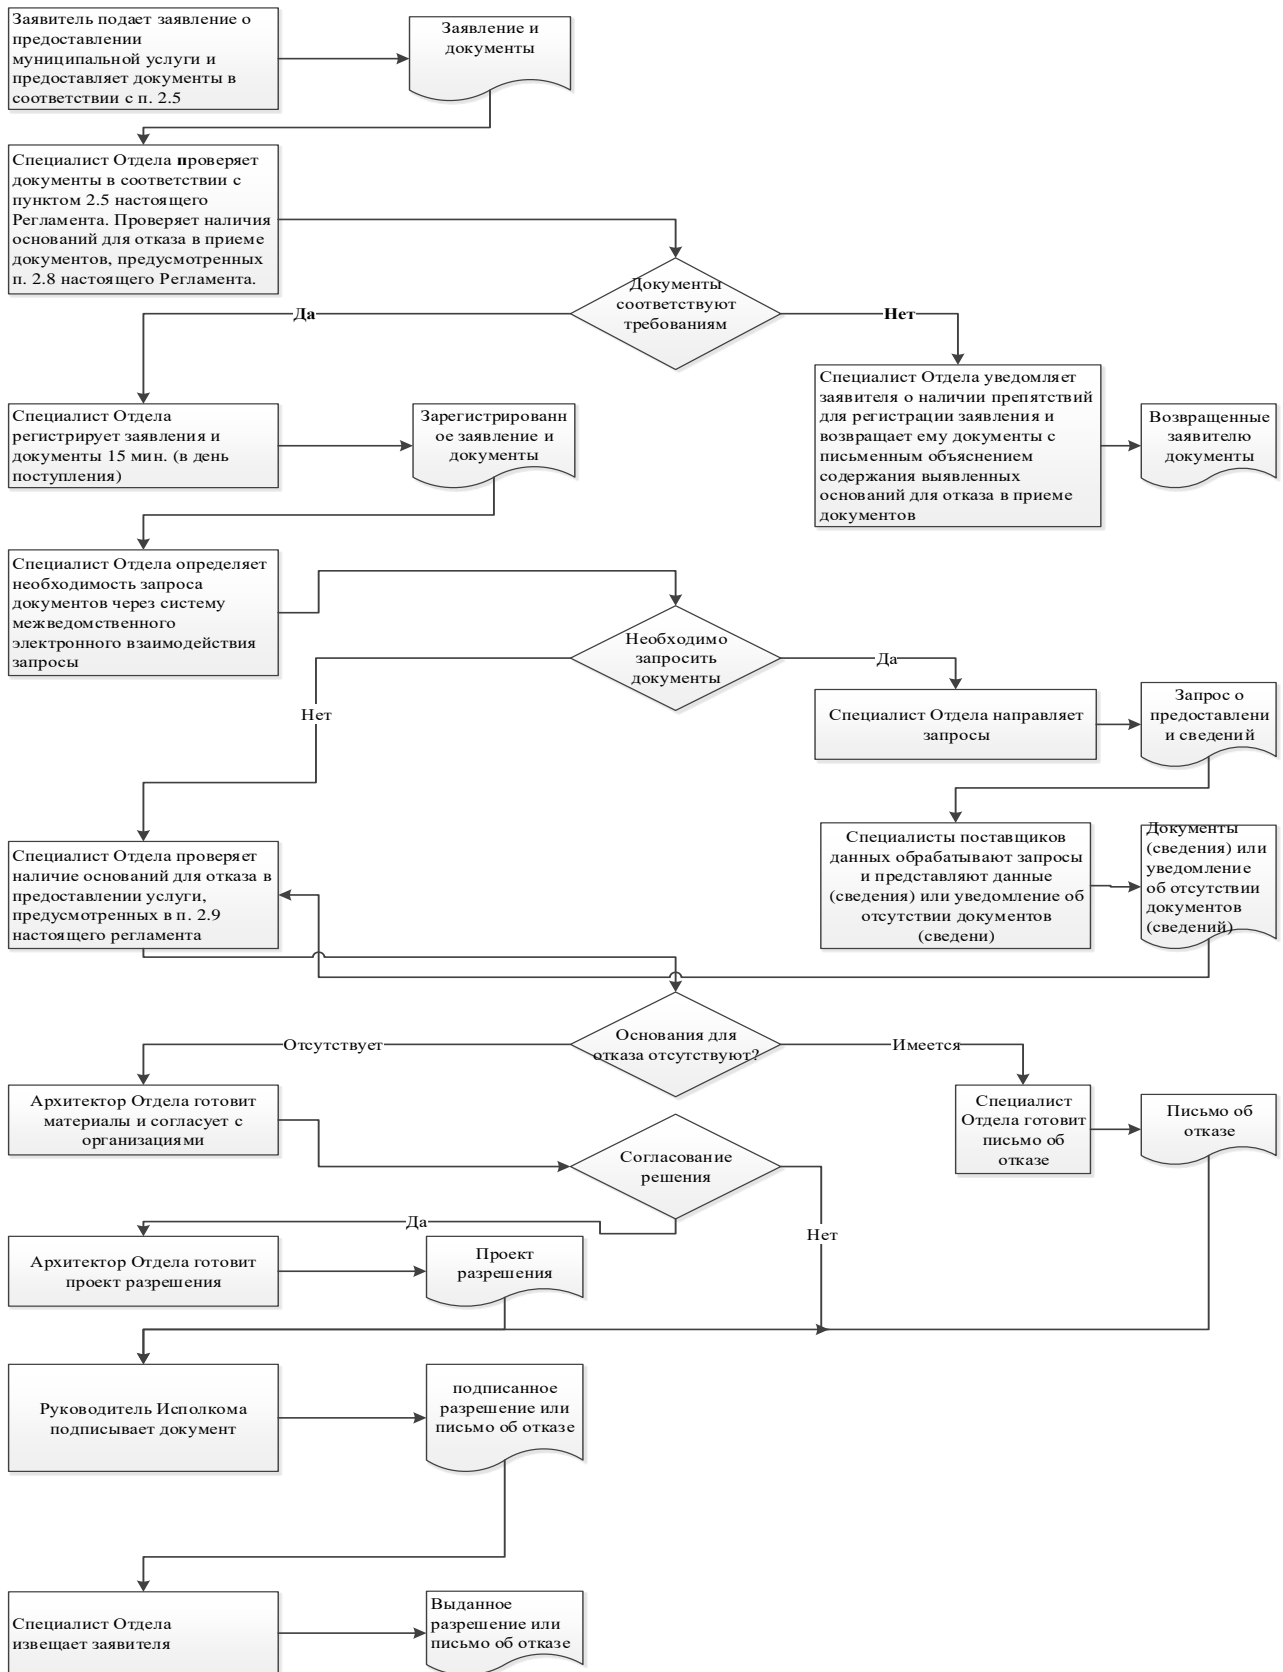 Заявитель подает заявление о
предоставлении
муниципальной услуги и
предоставляет документы в
соответствии с п. 2.5
Заявление и
документы
Специалист Отдела проверяет
документы в соответствии с
пунктом 2.5 настоящего
Регламента. Проверяет наличия
оснований для отказа в приеме
документов, предусмотренных
п. 2.8 настоящего Регламента.
Документы
соответствуют
требованиям
Да
Нет
Специалист Отдела
регистрирует заявления и
документы 15 мин. (в день
поступления)
Зарегистрированн
ое заявление и
документы
Специалист Отдела уведомляет
заявителя о наличии препятствий
для регистрации заявления и
возвращает ему документы с
письменным объяснением
содержания выявленных
оснований для отказа в приеме
документов
Возвращенные
заявителю
документы
Специалист Отдела определяет
необходимость запроса
документов через систему
межведомственного
электронного взаимодействия
запросы
Необходимо
запросить
документы
Да
Нет
Специалист Отдела направляет
запросы
Запрос о
предоставлени
и сведений
Специалисты поставщиков
данных обрабатывают запросы
и представляют данные
(сведения) или уведомление об
отсутствии документов
(сведени)
Документы
(сведения) или
уведомление
об отсутствии
документов
(сведений)
Специалист Отдела проверяет
наличие оснований для отказа в
предоставлении услуги,
предусмотренных в п. 2.9
настоящего регламента
Основания для
отказа отсутствуют?
Отсутствует
Имеется
Архитектор Отдела готовит
материалы и согласует с
организациями
Специалист
Отдела готовит
письмо об
отказе
Письмо об
отказе
Согласование
решения
Да
Нет
Архитектор Отдела готовит
проект разрешения
Проект
разрешения
Руководитель Исполкома
подписывает документ
подписанное
разрешение или
письмо об отказе
Специалист Отдела
извещает заявителя
Выданное
разрешение или
письмо об отказе